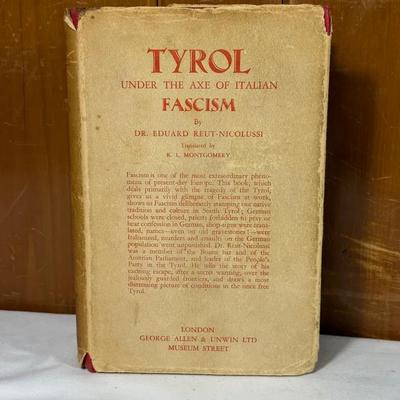 TYROL
UNDER THE AXE OF ITALIAN
FASCISM
By
DR. EDUARD REUT-NICOLUSSI
Translated by
K. L. MONTGOMERY
Fascism is one of the most extraordinary pheno-
mena of present-day Europe. This book, which
deals primarily with the tragedy of the Tyrol,
gives us a vivid glimpse of Fascism at work,
shows us Fascism deliberately stamping out native
tradition and culture in South Tyrol; German
schools were closed, priests forbidden to pray or
hear confession in German, shop-signs were trans-
lated, names—even on old gravestones!—were
Italianized, murders and assaults on the German
population went unpunished. Dr. Reut-Nicolussi
was a member of the Rome bar and of the
Austrian Parliament, and leader of the People's
Party in the Tyrol. He tells the story of his
exciting escape, after a secret warning, over the
jealously guarded frontiers, and draws a most
distressing picture of conditions in the once free
Tyrol.
LONDON
GEORGE ALLEN & UNWIN LTD
MUSEUM STREET